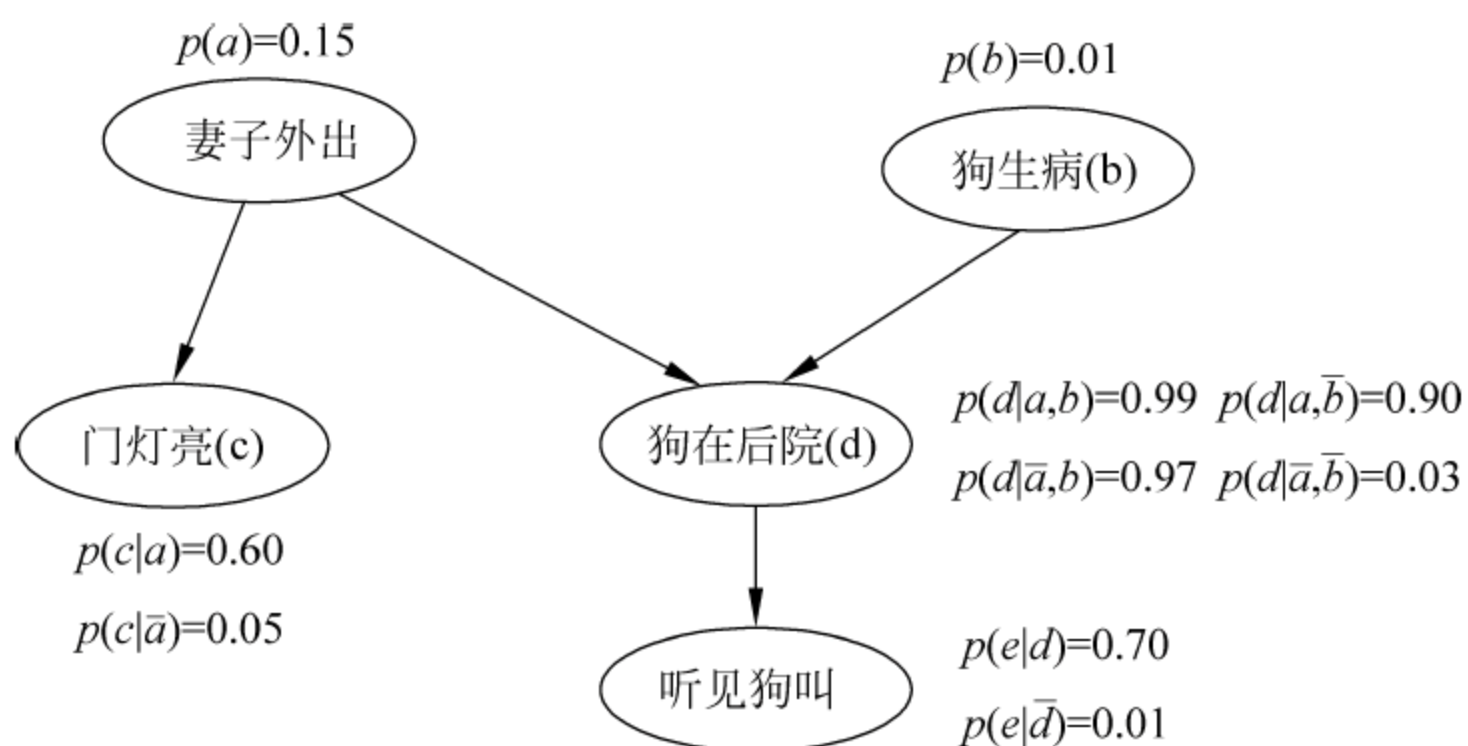 p(a)=0.15
p(b)=0.01
妻子外出
狗生病(b)
门灯亮(c)
狗在后院(d)
p(d|a,b)=0.99 p(d|a,b̅)=0.90
p(d|a̅,b)=0.97 p(d|a̅,b̅)=0.03
p(c|a)=0.60
p(c|a̅)=0.05
听见狗叫
p(e|d)=0.70
p(e|d̅)=0.01